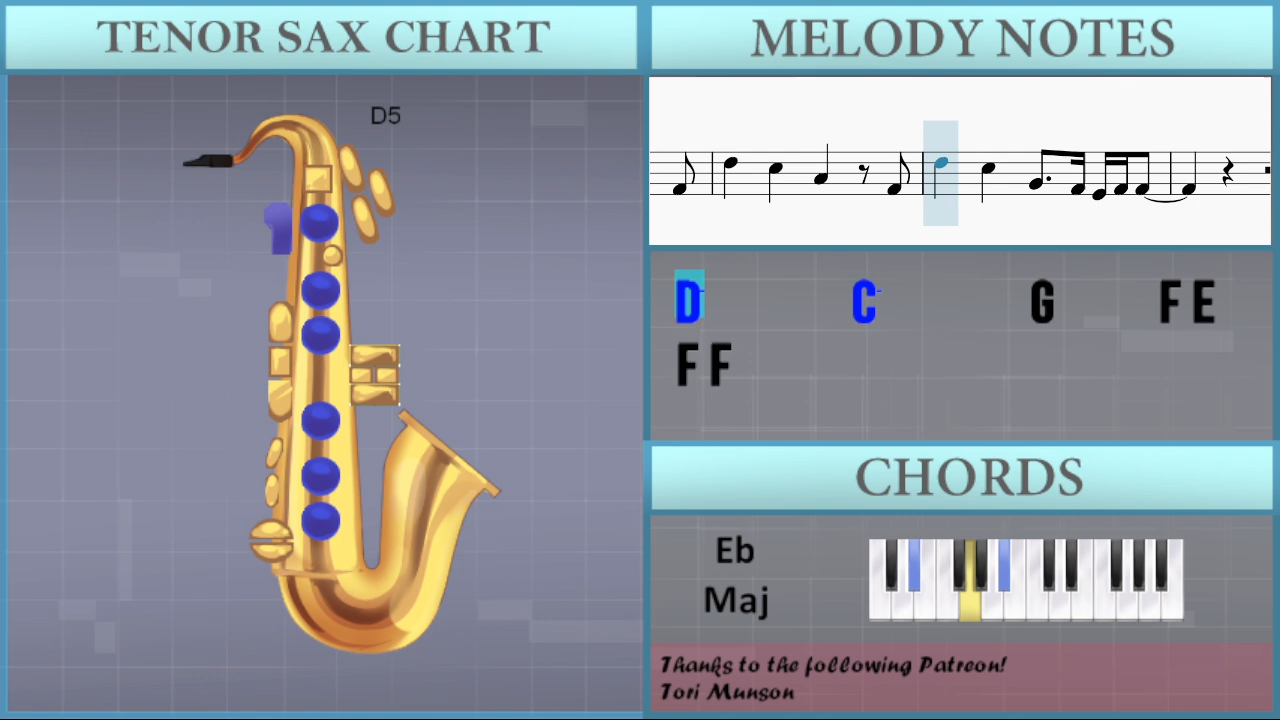 TENOR SAX CHART
D5
MELODY NOTES
D- C- G F E
F F
CHORDS
Eb
Maj
Thanks to the following Patreon!
Tori Munson